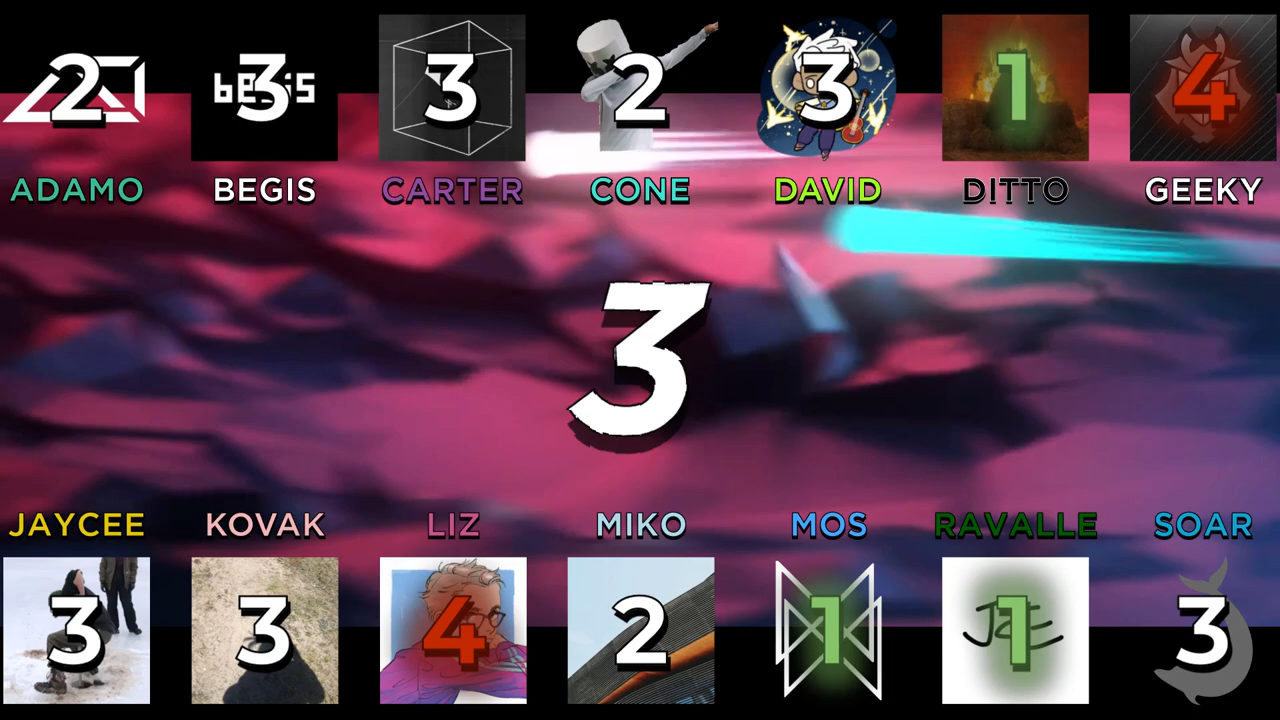 2 3 3 2 3 1 4
ADAMO BEGIS CARTER CONE DAVID DITTO GEEKY
3
JAYCEE KOVAK LIZ MIKO MOS RAVALLE SOAR
3 3 4 2 1 1 3